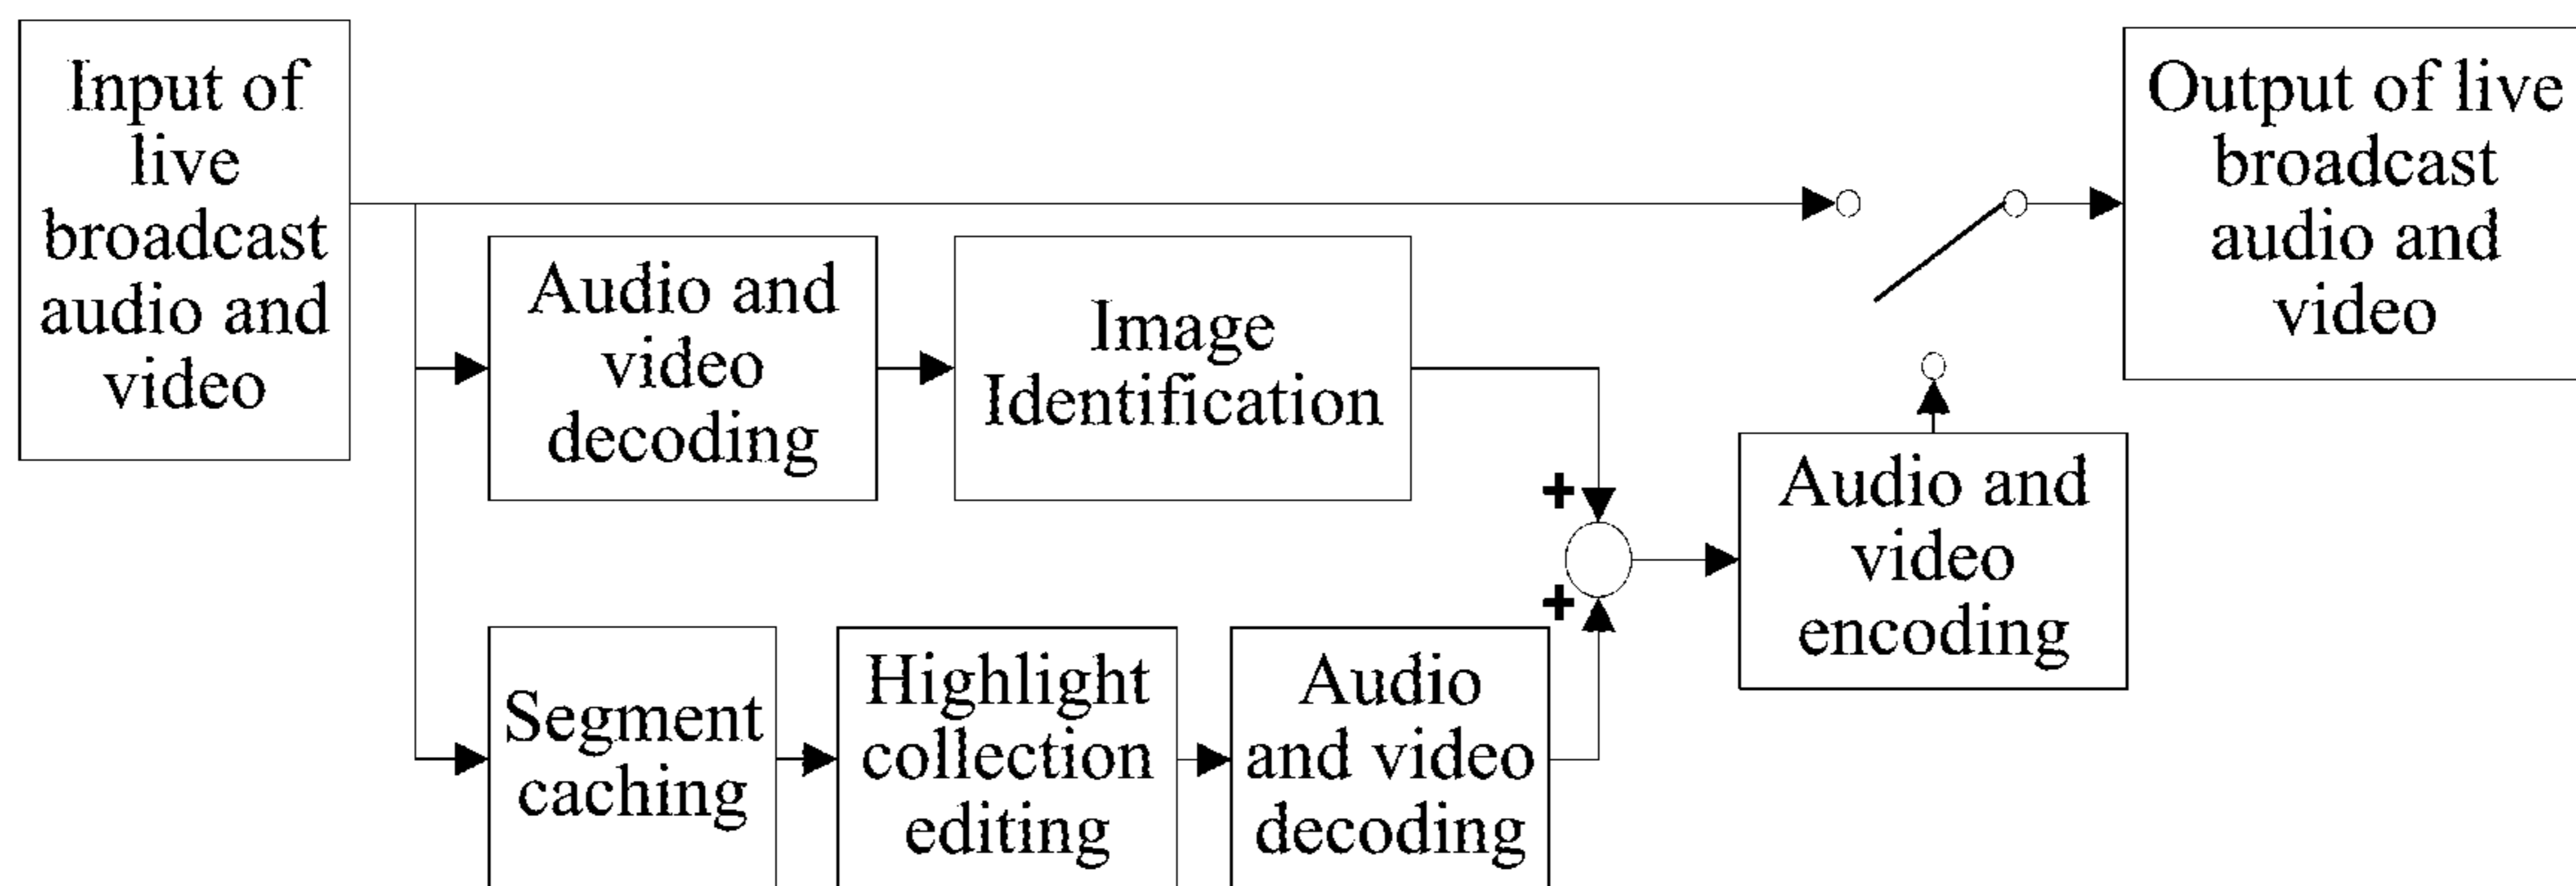 Input of
live
broadcast
audio and
video
Audio and
video
decoding
Image
Identification
Output of live
broadcast
audio and
video
+
+
Audio and
video
encoding
Segment
caching
Highlight
collection
editing
Audio
and video
decoding